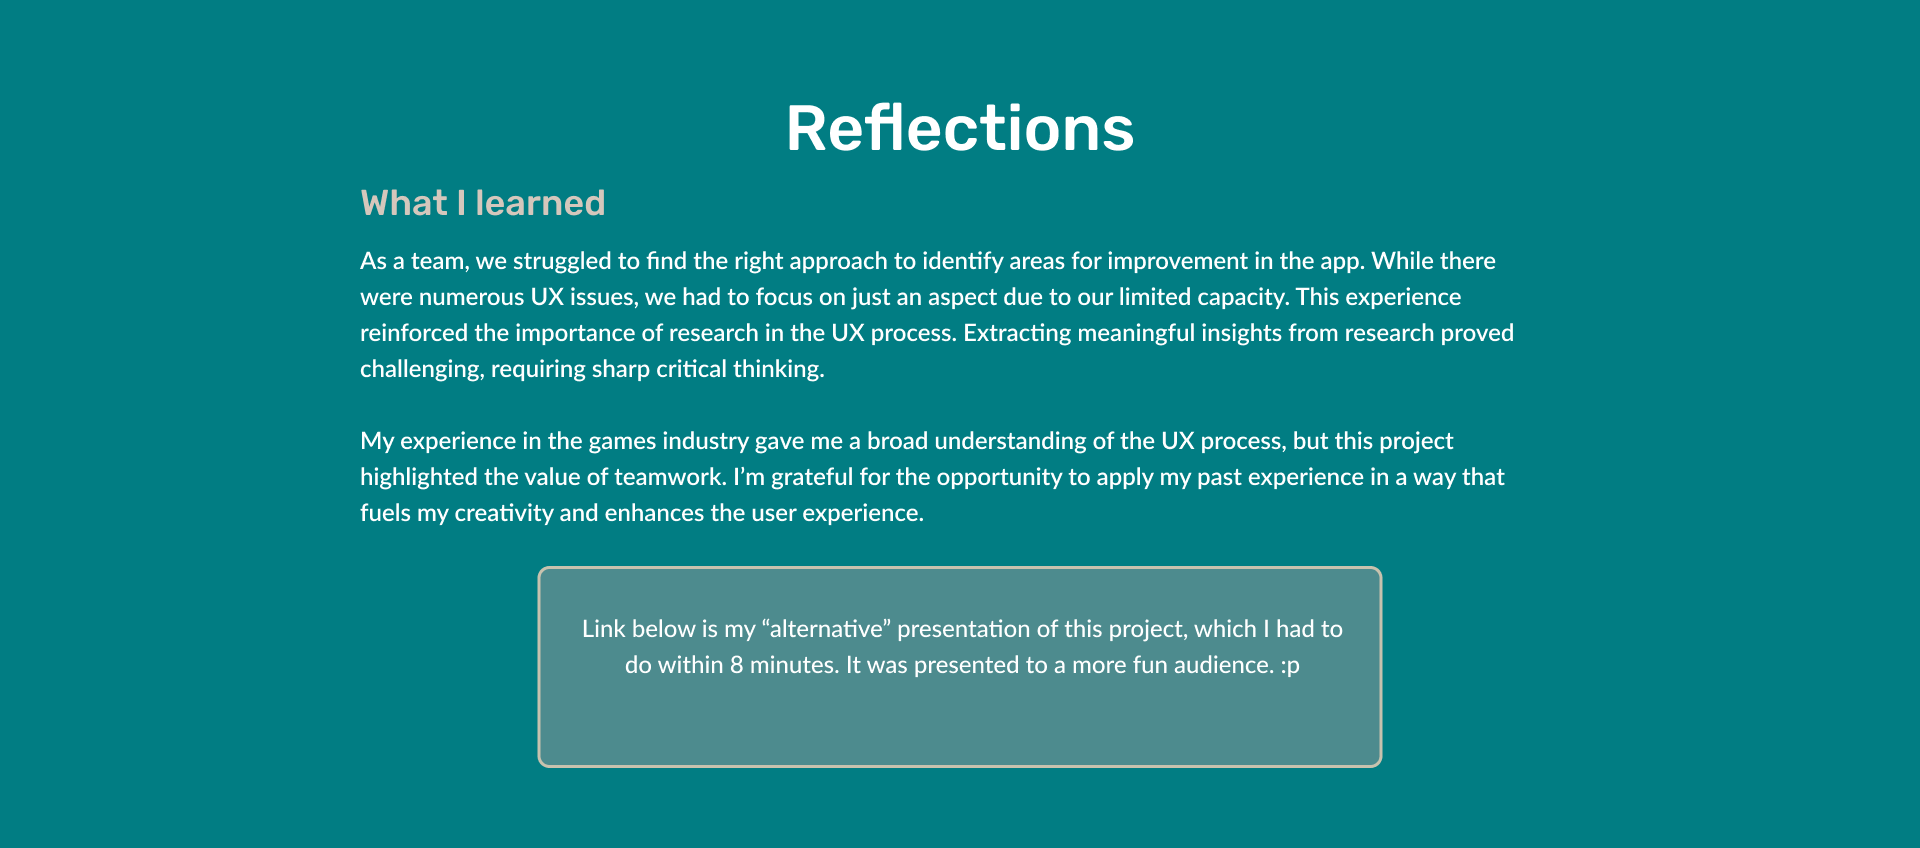 Reflections
What I learned
As a team, we struggled to find the right approach to identify areas for improvement in the app. While there
were numerous UX issues, we had to focus on just an aspect due to our limited capacity. This experience
reinforced the importance of research in the UX process. Extracting meaningful insights from research proved
challenging, requiring sharp critical thinking.
My experience in the games industry gave me a broad understanding of the UX process, but this project
highlighted the value of teamwork. I’m grateful for the opportunity to apply my past experience in a way that
fuels my creativity and enhances the user experience.
Link below is my “alternative” presentation of this project, which I had to
do within 8 minutes. It was presented to a more fun audience. :p